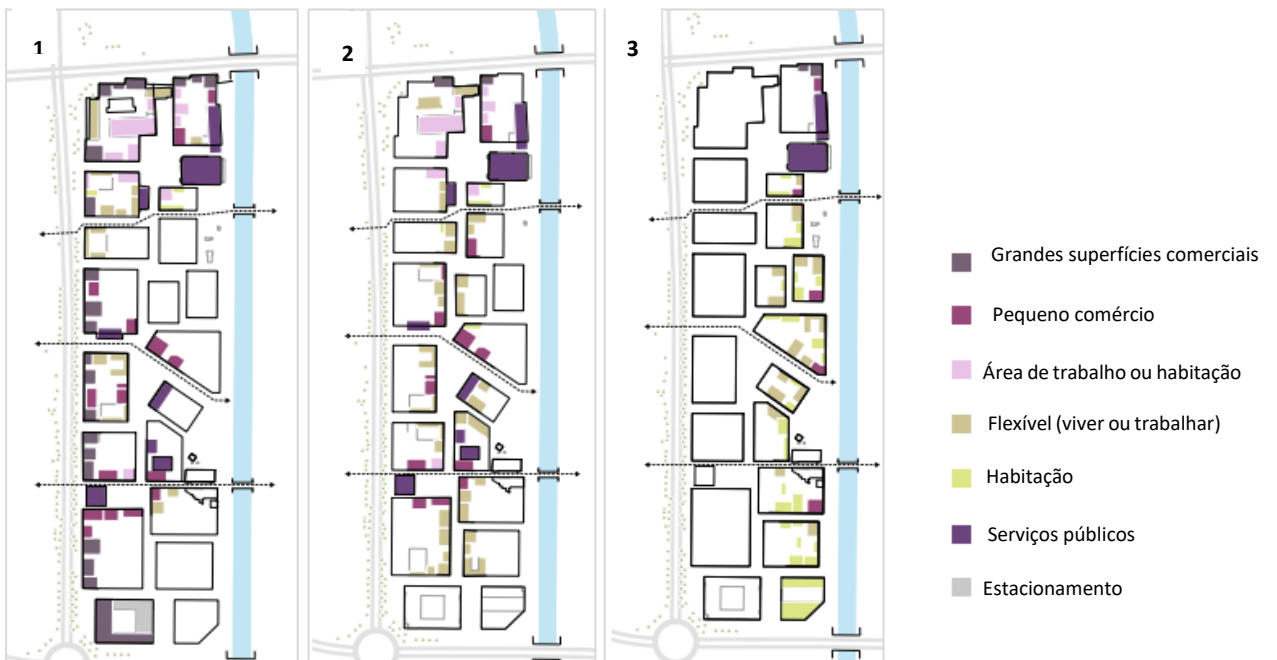 1
2
3
Grandes superfícies comerciais
Pequeno comércio
Área de trabalho ou habitação
Flexível (viver ou trabalhar)
Habitação
Serviços públicos
Estacionamento